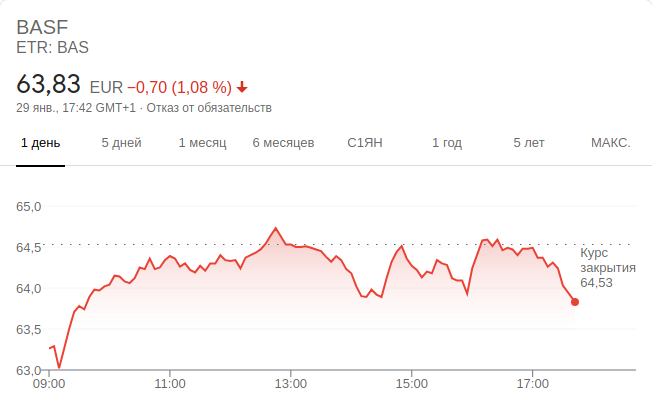 BASF
ETR: BAS
63,83 EUR −0,70 (1,08 %)
29 янв., 17:42 GMT+1 · Отказ от обязательств
1 день 5 дней 1 месяц 6 месяцев С1ЯН 1 год 5 лет МАКС.
65,0
64,5
64,0
63,5
63,0
Курс
закрытия
64,53
09:00 11:00 13:00 15:00 17:00